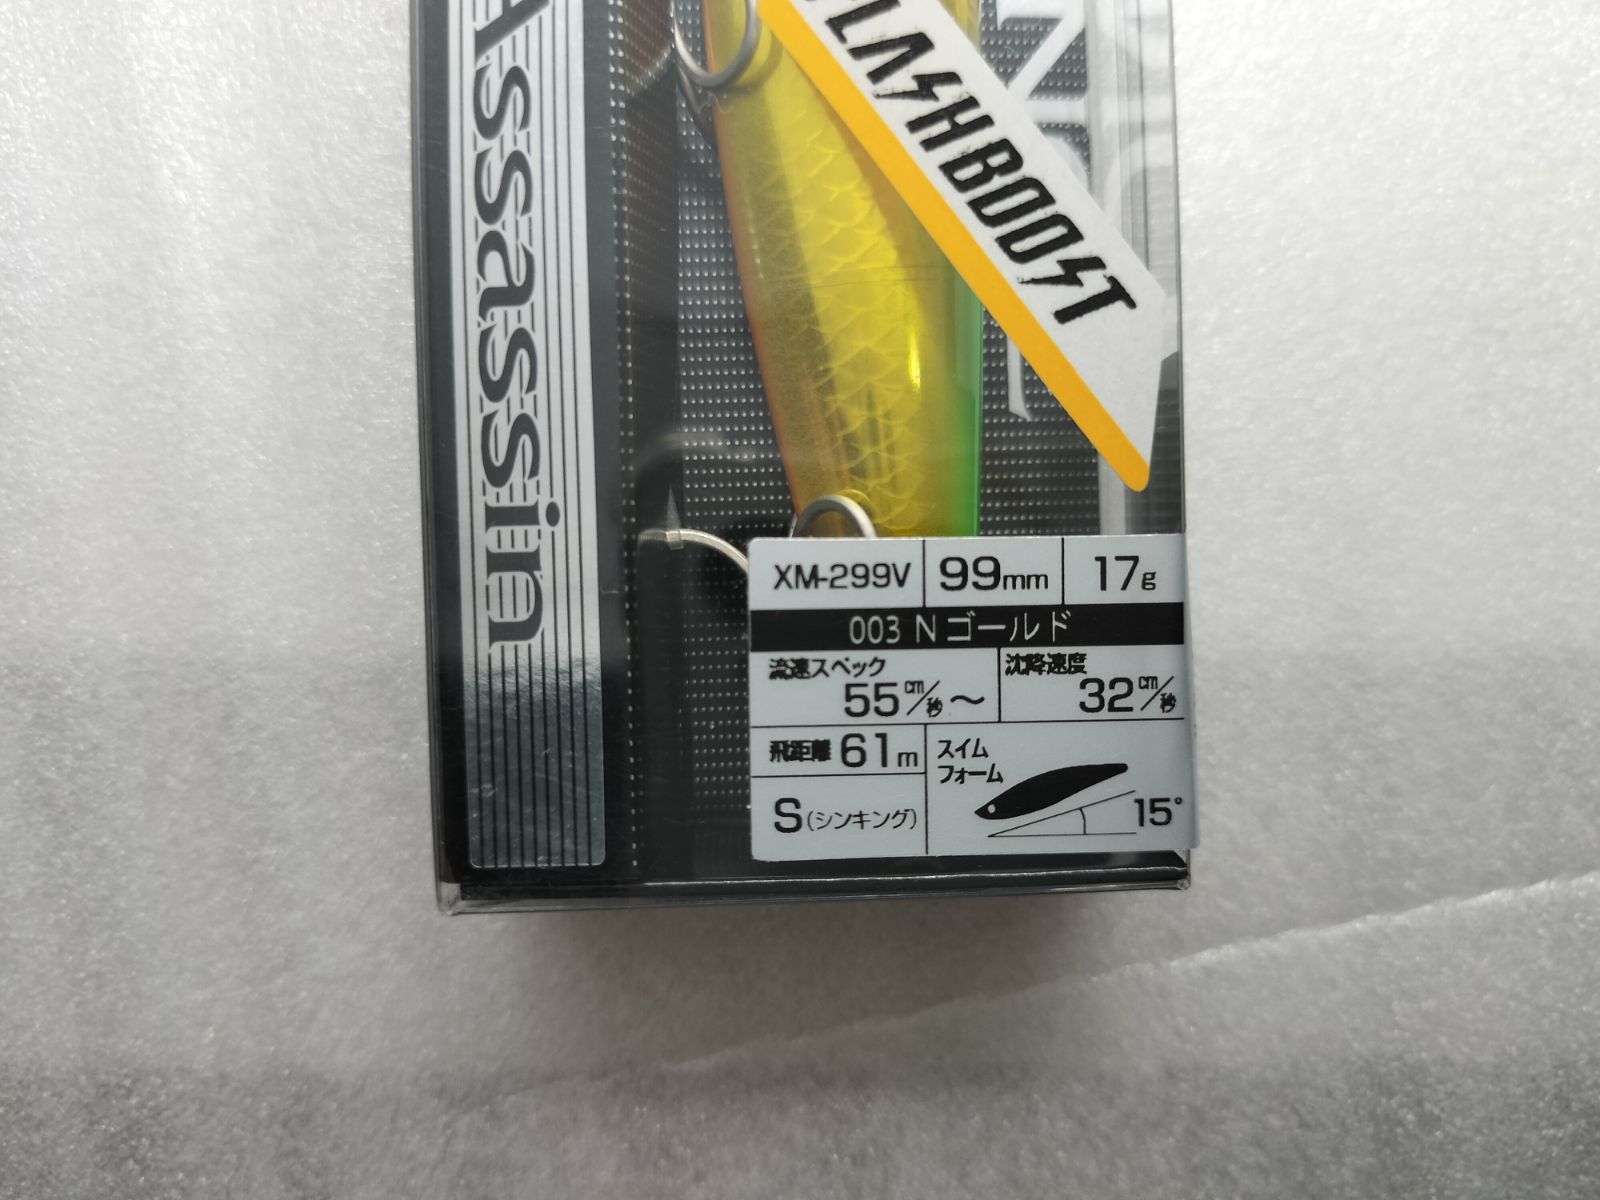 Assassin
FLASHBOOST
XM-299V 99mm 17g
003 N ゴールド
流速スペック 沈降速度
55cm/秒〜 32cm/秒
飛距離 61m スイム
フォーム
S(シンキング) 15°